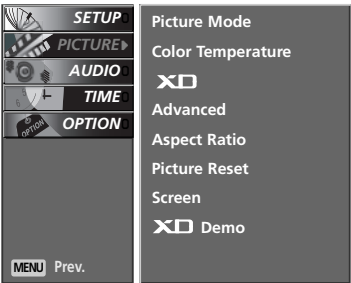 SETUP
PICTURE
AUDIO
TIME
OPTION
OPTION
MENU Prev.
Picture Mode
Color Temperature
XD
Advanced
Aspect Ratio
Picture Reset
Screen
XD Demo